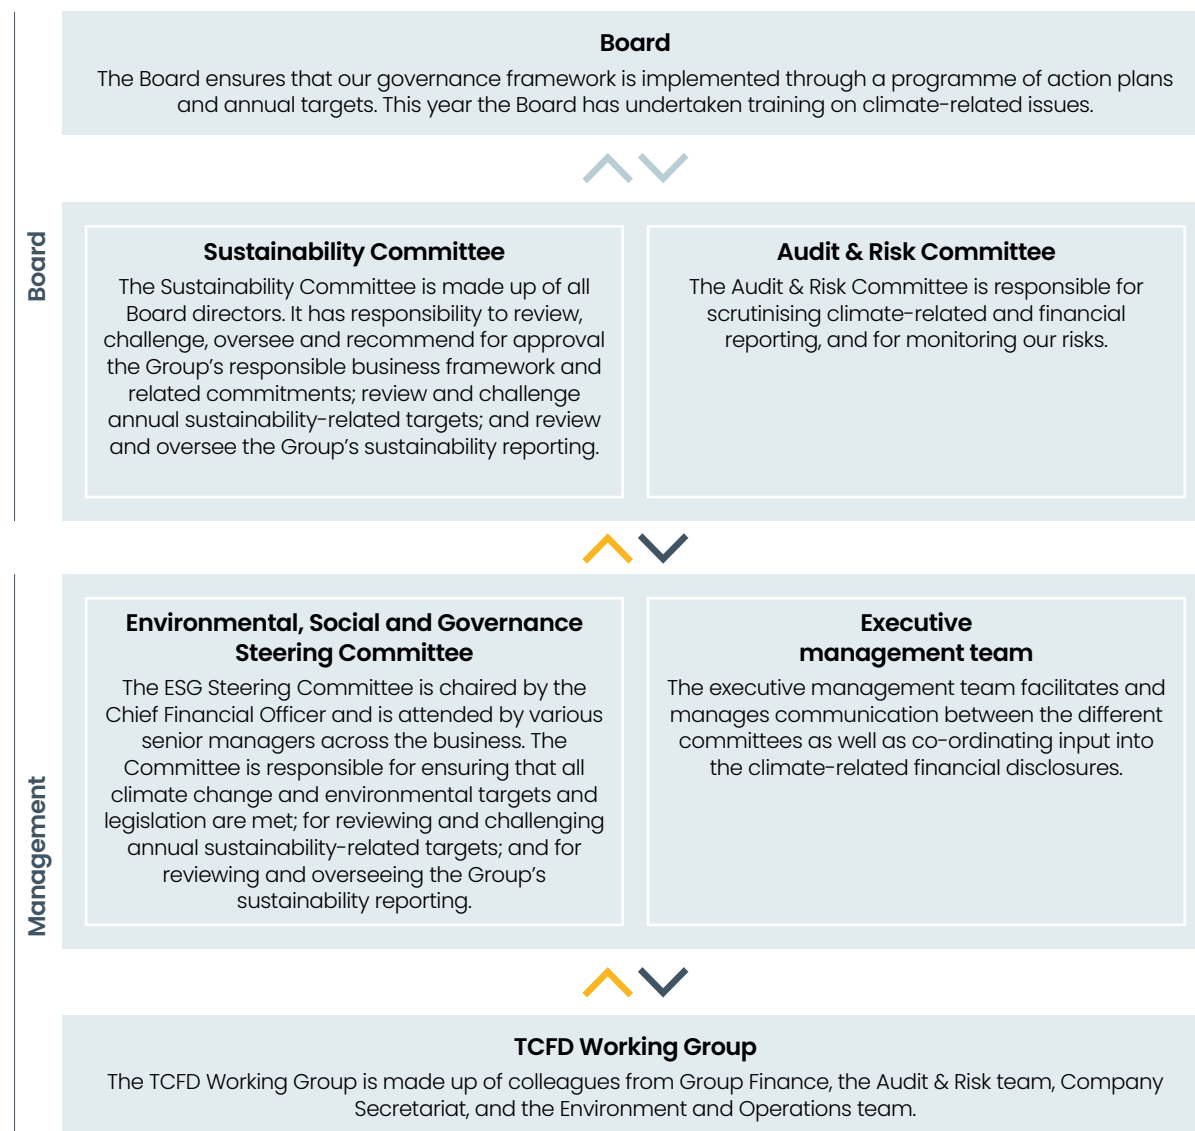 Board
The Board ensures that our governance framework is implemented through a programme of action plans
and annual targets. This year the Board has undertaken training on climate-related issues.
Board
Sustainability Committee
The Sustainability Committee is made up of all
Board directors. It has responsibility to review,
challenge, oversee and recommend for approval
the Group’s responsible business framework and
related commitments; review and challenge
annual sustainability-related targets; and review
and oversee the Group’s sustainability reporting.
Audit & Risk Committee
The Audit & Risk Committee is responsible for
scrutinising climate-related and financial
reporting, and for monitoring our risks.
Management
Environmental, Social and Governance
Steering Committee
The ESG Steering Committee is chaired by the
Chief Financial Officer and is attended by various
senior managers across the business. The
Committee is responsible for ensuring that all
climate change and environmental targets and
legislation are met; for reviewing and challenging
annual sustainability-related targets; and for
reviewing and overseeing the Group’s
sustainability reporting.
Executive
management team
The executive management team facilitates and
manages communication between the different
committees as well as co-ordinating input into
the climate-related financial disclosures.
TCFD Working Group
The TCFD Working Group is made up of colleagues from Group Finance, the Audit & Risk team, Company
Secretariat, and the Environment and Operations team.